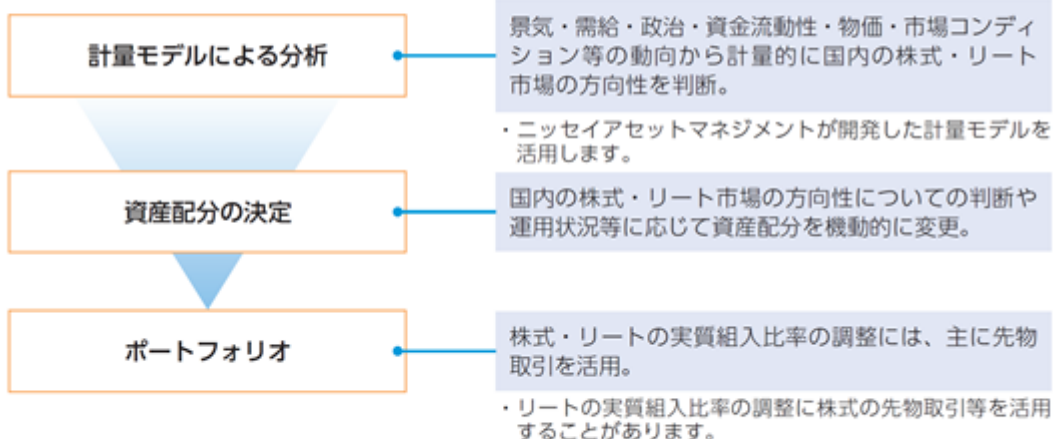 計量モデルによる分析
景気・需給・政治・資金流動性・物価・市場コンディ
ション等の動向から計量的に国内の株式・リート
市場の方向性を判断。
・ニッセイアセットマネジメントが開発した計量モデルを
活用します。
資産配分の決定
国内の株式・リート市場の方向性についての判断や
運用状況等に応じて資産配分を機動的に変更。
ポートフォリオ
株式・リートの実質組入比率の調整には、主に先物
取引を活用。
・リートの実質組入比率の調整に株式の先物取引等を活用
することがあります。